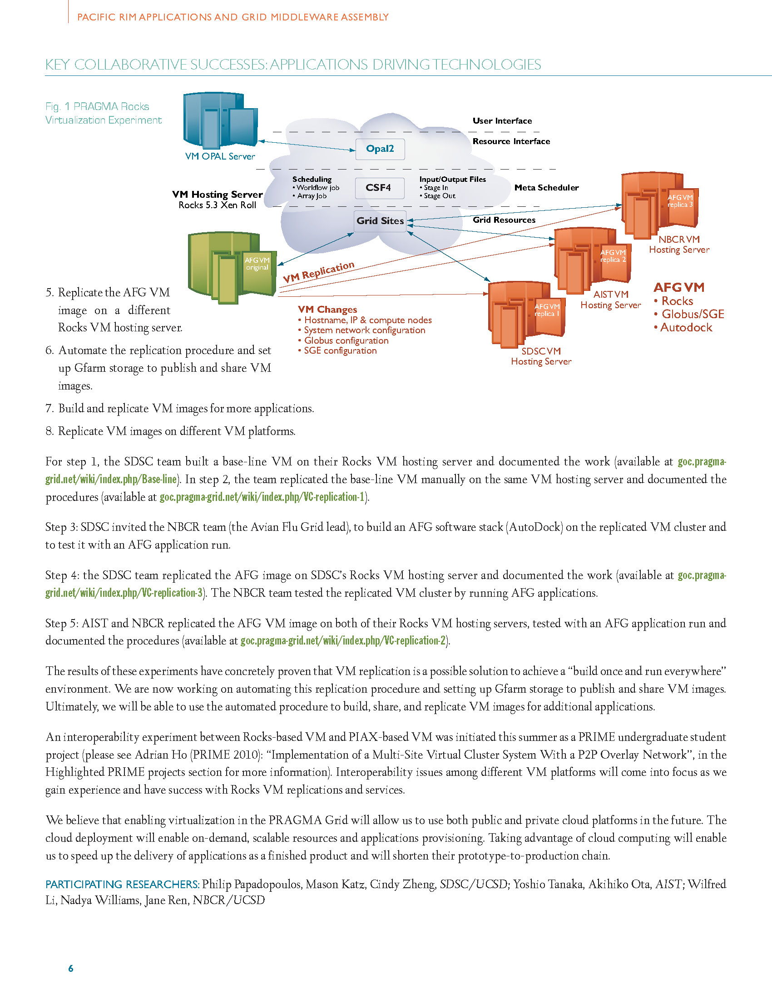 PACIFIC RIM APPLICATIONS AND GRID MIDDLEWARE ASSEMBLY
KEY COLLABORATIVE SUCCESSES: APPLICATIONS DRIVING TECHNOLOGIES
Fig. 1 PRAGMA Rocks
Virtualization Experiment
VM OPAL Server
User Interface
Resource Interface
Opal2
Scheduling
• Workflow job
• Array Job
CSF4
Input/Output Files
• Stage In
• Stage Out
Meta Scheduler
VM Hosting Server
Rocks 5.3 Xen Roll
Grid Sites
Grid Resources
AFG VM
replica 3
NBCR VM
Hosting Server
AFG VM
replica 2
AIST VM
Hosting Server
AFG VM
original
VM Replication
AFG VM
replica 1
SDSC VM
Hosting Server
AFG VM
• Rocks
• Globus/SGE
• Autodock
VM Changes
• Hostname, IP & compute nodes
• System network configuration
• Globus configuration
• SGE configuration
5. Replicate the AFG VM
image on a different
Rocks VM hosting server.
6. Automate the replication procedure and set
up Gfarm storage to publish and share VM
images.
7. Build and replicate VM images for more applications.
8. Replicate VM images on different VM platforms.
For step 1, the SDSC team built a base-line VM on their Rocks VM hosting server and documented the work (available at goc.pragma-
grid.net/wiki/index.php/Base-line). In step 2, the team replicated the base-line VM manually on the same VM hosting server and documented the
procedures (available at goc.pragma-grid.net/wiki/index.php/VC-replication-1).
Step 3: SDSC invited the NBCR team (the Avian Flu Grid lead), to build an AFG software stack (AutoDock) on the replicated VM cluster and
to test it with an AFG application run.
Step 4: the SDSC team replicated the AFG image on SDSC's Rocks VM hosting server and documented the work (available at goc.pragma-
grid.net/wiki/index.php/VC-replication-3). The NBCR team tested the replicated VM cluster by running AFG applications.
Step 5: AIST and NBCR replicated the AFG VM image on both of their Rocks VM hosting servers, tested with an AFG application run and
documented the procedures (available at goc.pragma-grid.net/wiki/index.php/VC-replication-2).
The results of these experiments have concretely proven that VM replication is a possible solution to achieve a “build once and run everywhere”
environment. We are now working on automating this replication procedure and setting up Gfarm storage to publish and share VM images.
Ultimately, we will be able to use the automated procedure to build, share, and replicate VM images for additional applications.
An interoperability experiment between Rocks-based VM and PIAX-based VM was initiated this summer as a PRIME undergraduate student
project (please see Adrian Ho (PRIME 2010): “Implementation of a Multi-Site Virtual Cluster System With a P2P Overlay Network”, in the
Highlighted PRIME projects section for more information). Interoperability issues among different VM platforms will come into focus as we
gain experience and have success with Rocks VM replications and services.
We believe that enabling virtualization in the PRAGMA Grid will allow us to use both public and private cloud platforms in the future. The
cloud deployment will enable on-demand, scalable resources and applications provisioning. Taking advantage of cloud computing will enable
us to speed up the delivery of applications as a finished product and will shorten their prototype-to-production chain.
PARTICIPATING RESEARCHERS: Philip Papadopoulos, Mason Katz, Cindy Zheng, SDSC/UCSD; Yoshio Tanaka, Akihiko Ota, AIST; Wilfred
Li, Nadya Williams, Jane Ren, NBCR/UCSD
6